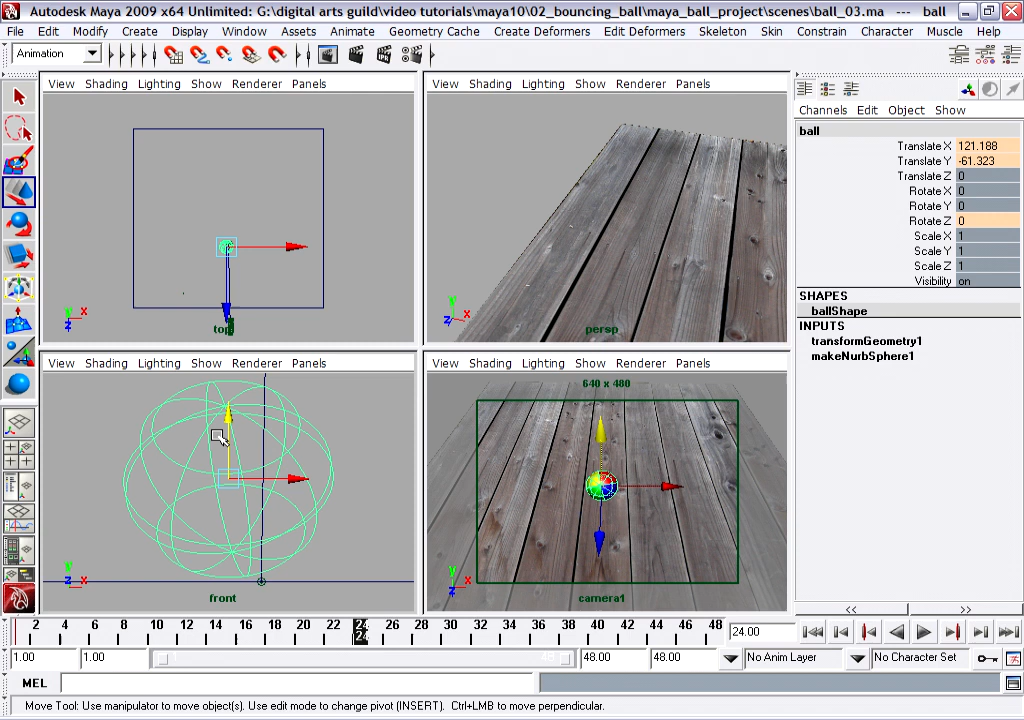 Autodesk Maya 2009 x64 Unlimited: G:\digital arts guild\video tutorials\maya10\02_bouncing_ball\maya_ball_project\scenes\ball_03.ma --- ball
File Edit Modify Create Display Window Assets Animate Geometry Cache Create Deformers Edit Deformers Skeleton Skin Constrain Character Muscle Help
Animation
IPR
View Shading Lighting Show Renderer Panels
View Shading Lighting Show Renderer Panels
Channels Edit Object Show
ball
Translate X 121.188
Translate Y -61.323
Translate Z 0
Rotate X 0
Rotate Y 0
Rotate Z 0
Scale X 1
Scale Y 1
Scale Z 1
Visibility on
SHAPES
ballShape
INPUTS
transformGeometry1
makeNurbSphere1
y x z
top
y x z
persp
View Shading Lighting Show Renderer Panels
View Shading Lighting Show Renderer Panels
640 x 480
y z x
front
y x z
camera1
<< >>
2 4 6 8 10 12 14 16 18 20 22 24 26 28 30 32 34 36 38 40 42 44 46 48
24
24.00
1.00 1.00 1 48 48.00 48.00 No Anim Layer No Character Set
MEL
Move Tool: Use manipulator to move object(s). Use edit mode to change pivot (INSERT). Ctrl+LMB to move perpendicular.